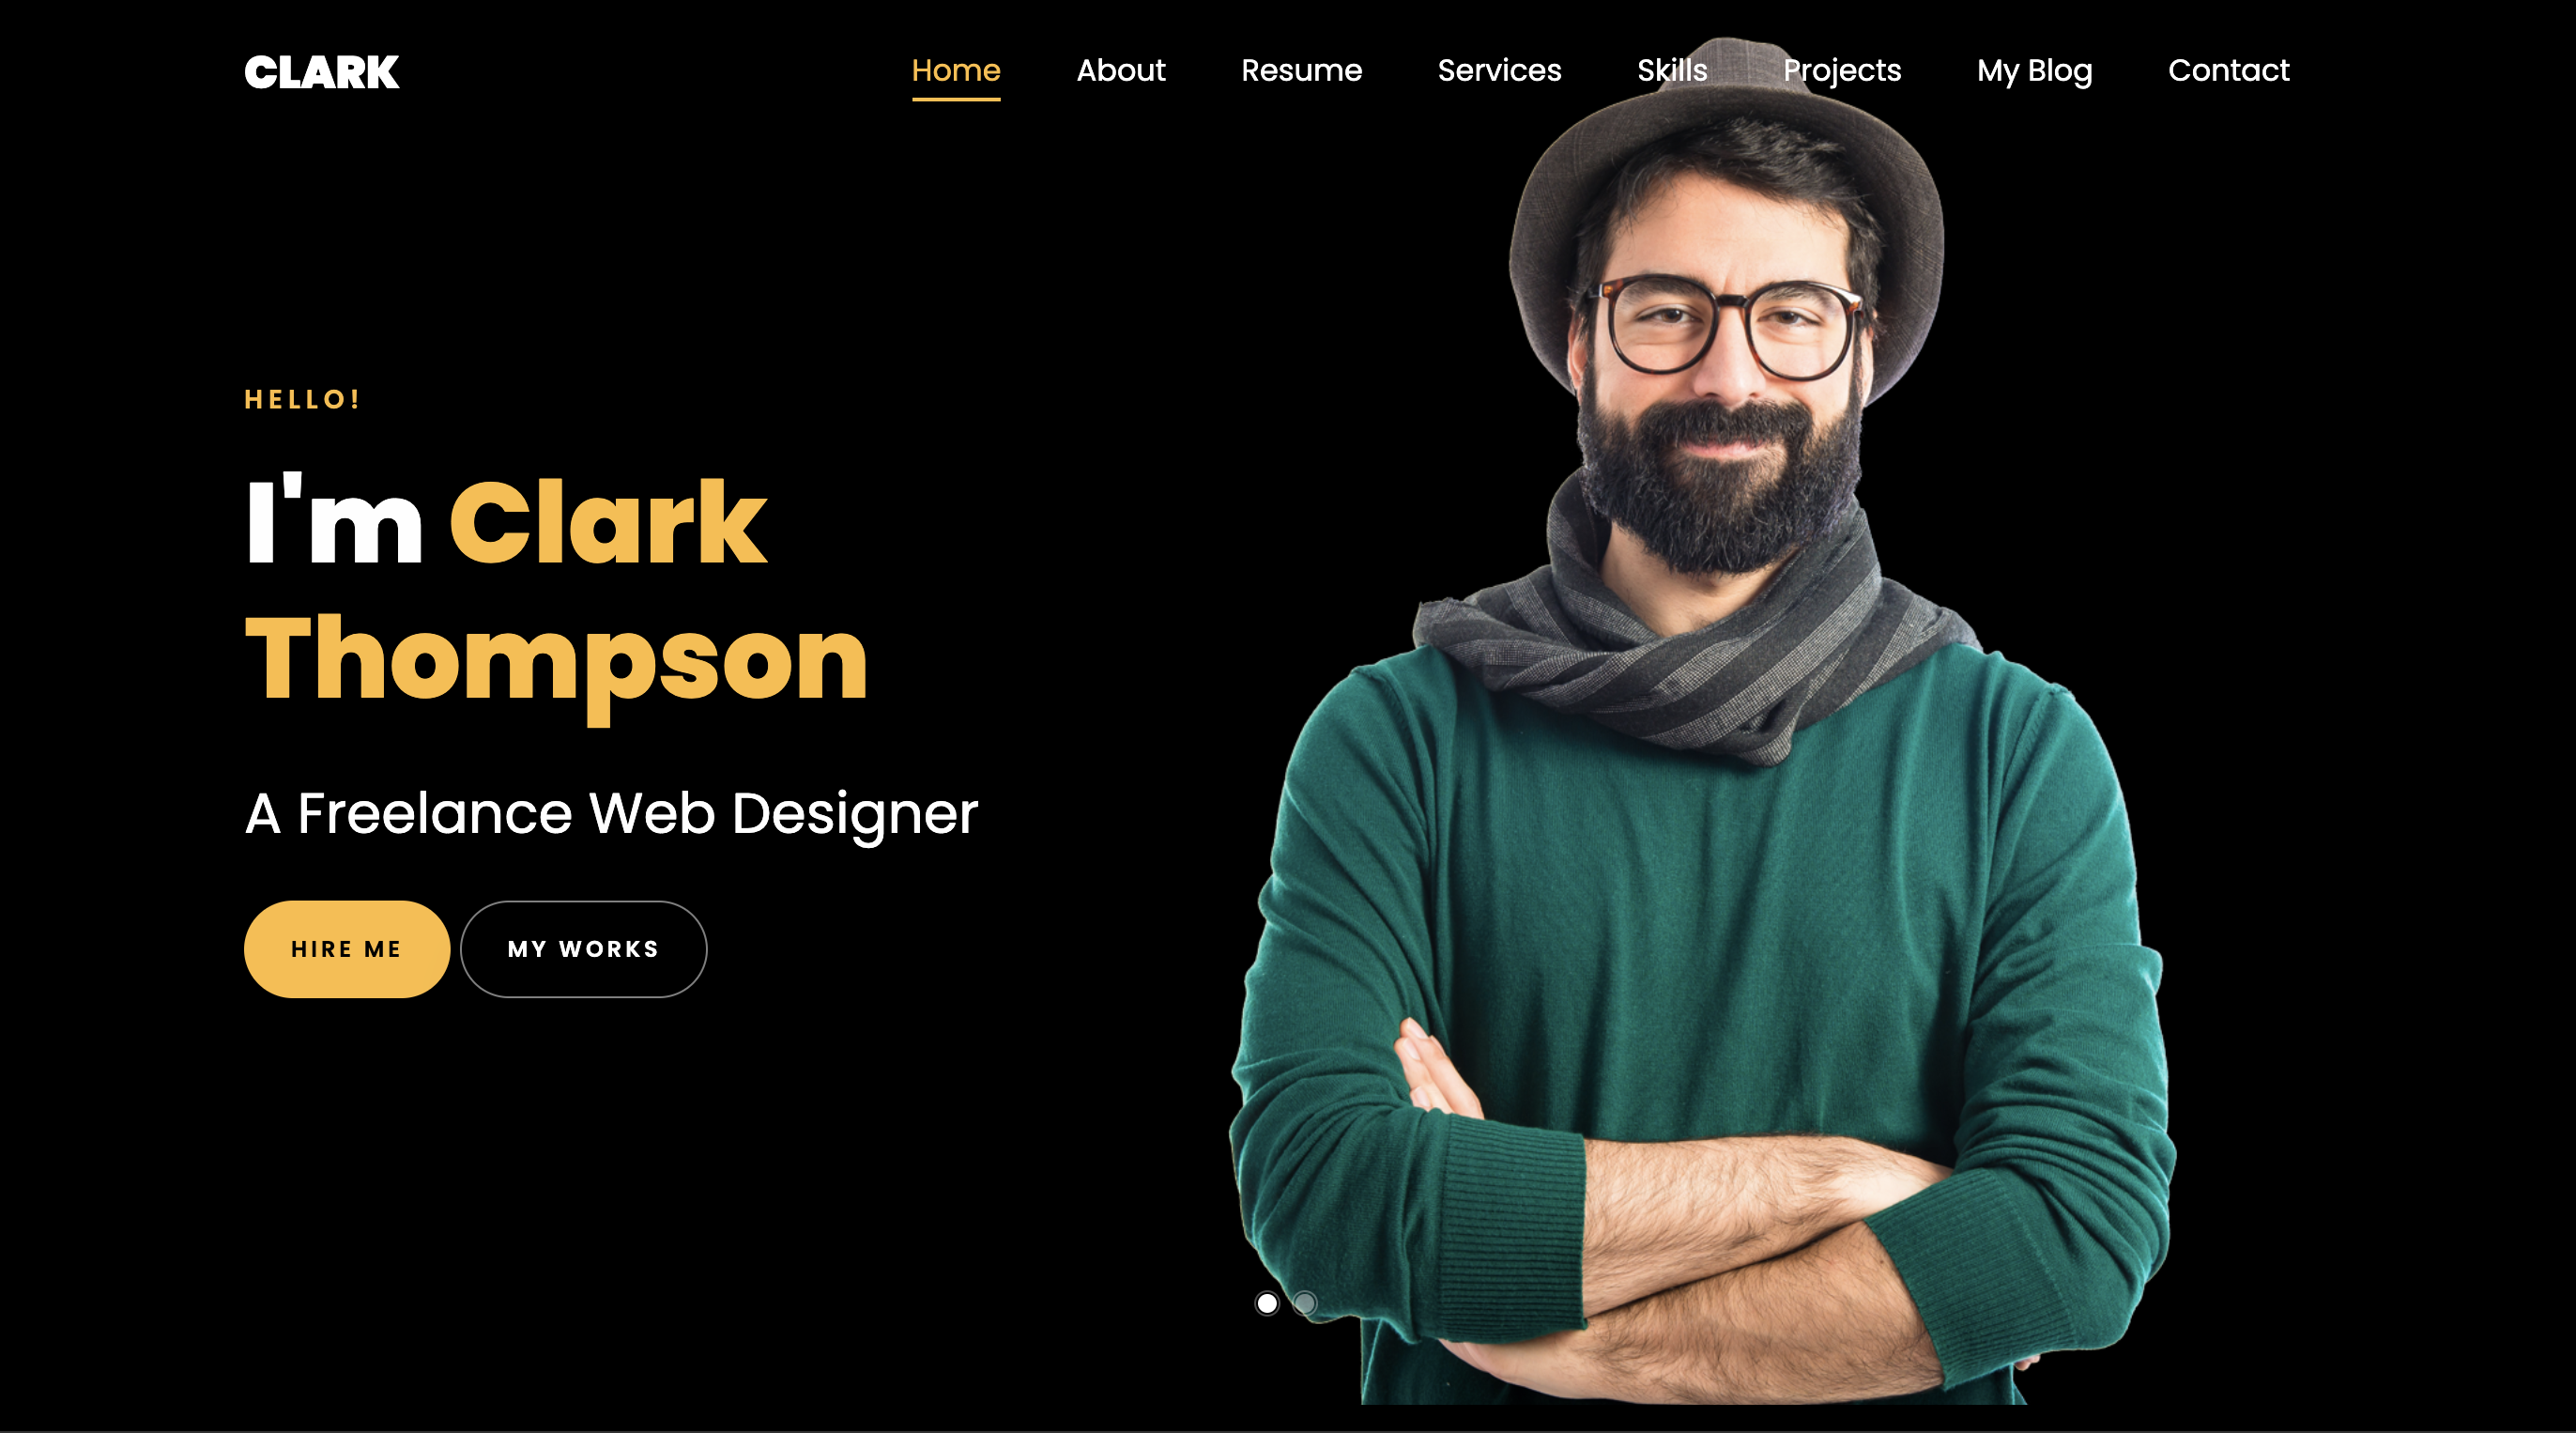 CLARK
Home About Resume Services Skills Projects My Blog Contact
HELLO!
I'm Clark
Thompson
A Freelance Web Designer
HIRE ME MY WORKS